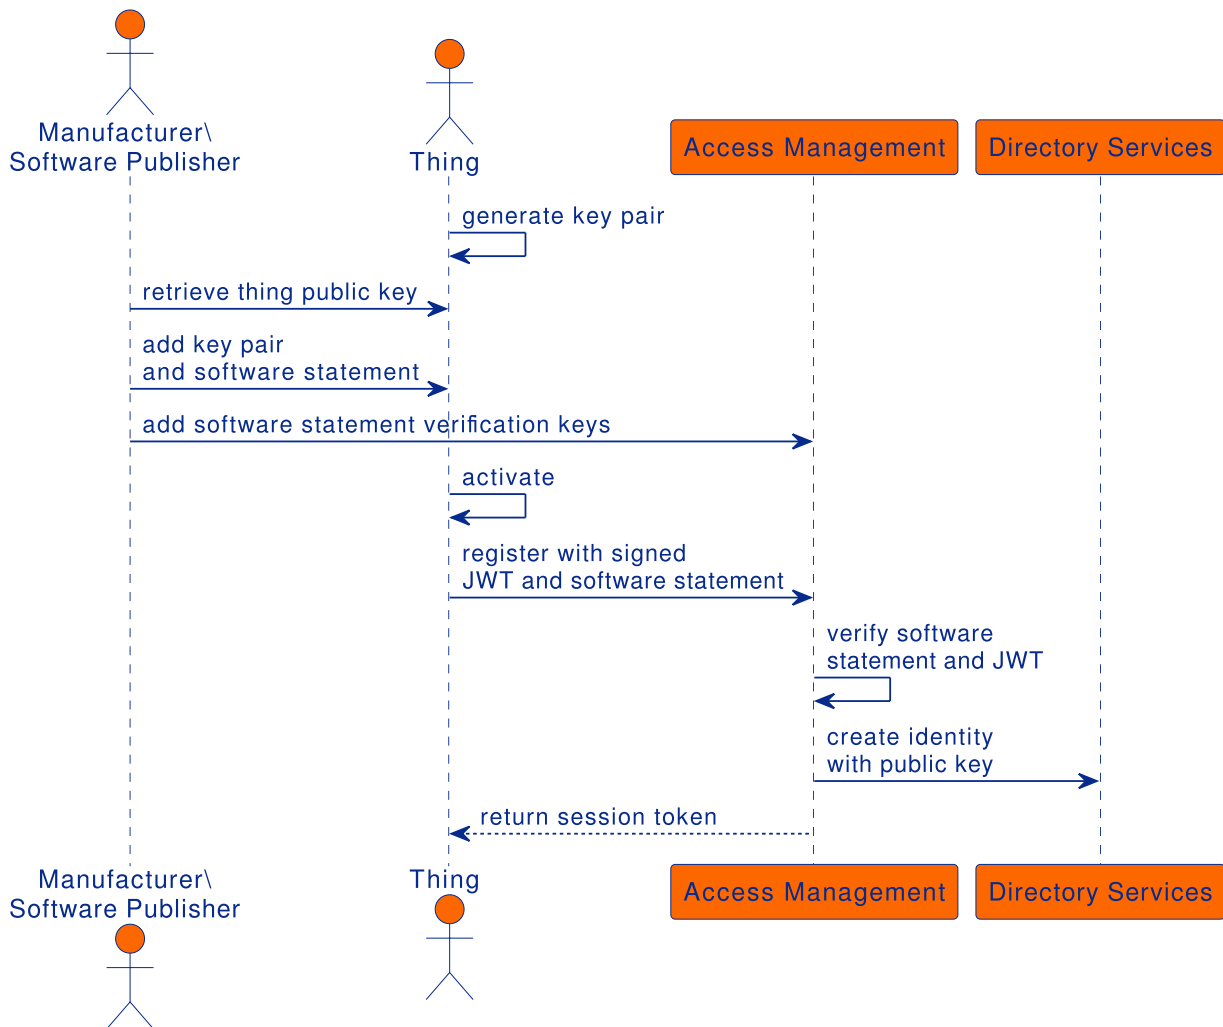 Manufacturer\
Software Publisher
Thing
Access Management
Directory Services
generate key pair
retrieve thing public key
add key pair
and software statement
add software statement verification keys
activate
register with signed
JWT and software statement
verify software
statement and JWT
create identity
with public key
return session token
Manufacturer\
Software Publisher
Thing
Access Management
Directory Services